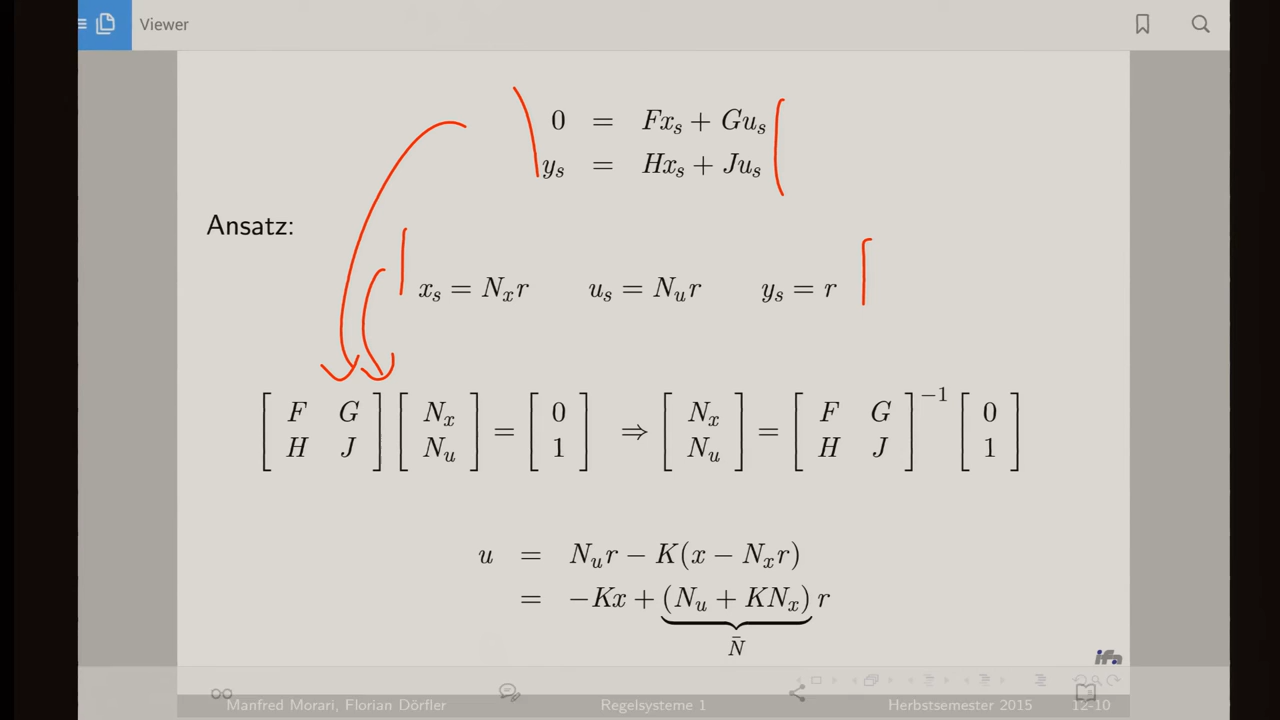 Viewer
0 = Fx_s + Gu_s
y_s = Hx_s + Ju_s
Ansatz:
x_s = N_x r u_s = N_u r y_s = r
[ F G ; H J ] [ N_x ; N_u ] = [ 0 ; 1 ] ⇒ [ N_x ; N_u ] = [ F G ; H J ]^{-1} [ 0 ; 1 ]
u = N_u r − K(x − N_x r)
= −Kx + (N_u + KN_x) r
N̄
ifa
Manfred Morari, Florian Dörfler Regelsysteme 1 Herbstsemester 2015 12-10